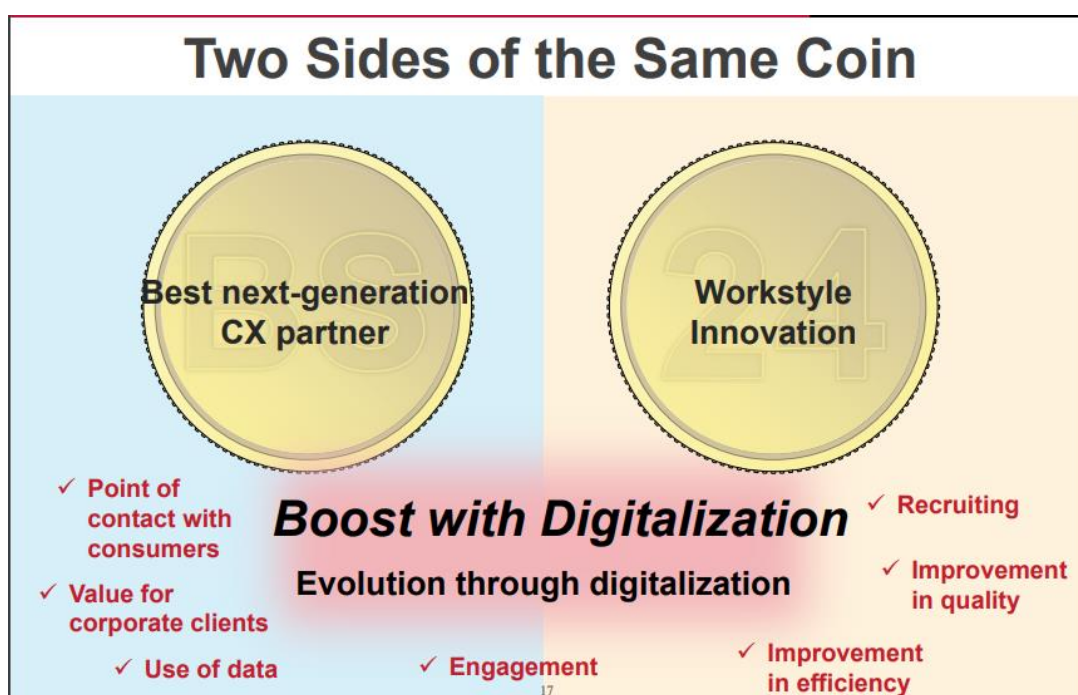 Two Sides of the Same Coin
BS
Best next-generation
CX partner
24
Workstyle
Innovation
Boost with Digitalization
Evolution through digitalization
✓ Point of
contact with
consumers
✓ Value for
corporate clients
✓ Use of data
✓ Engagement
✓ Recruiting
✓ Improvement
in quality
✓ Improvement
in efficiency
17